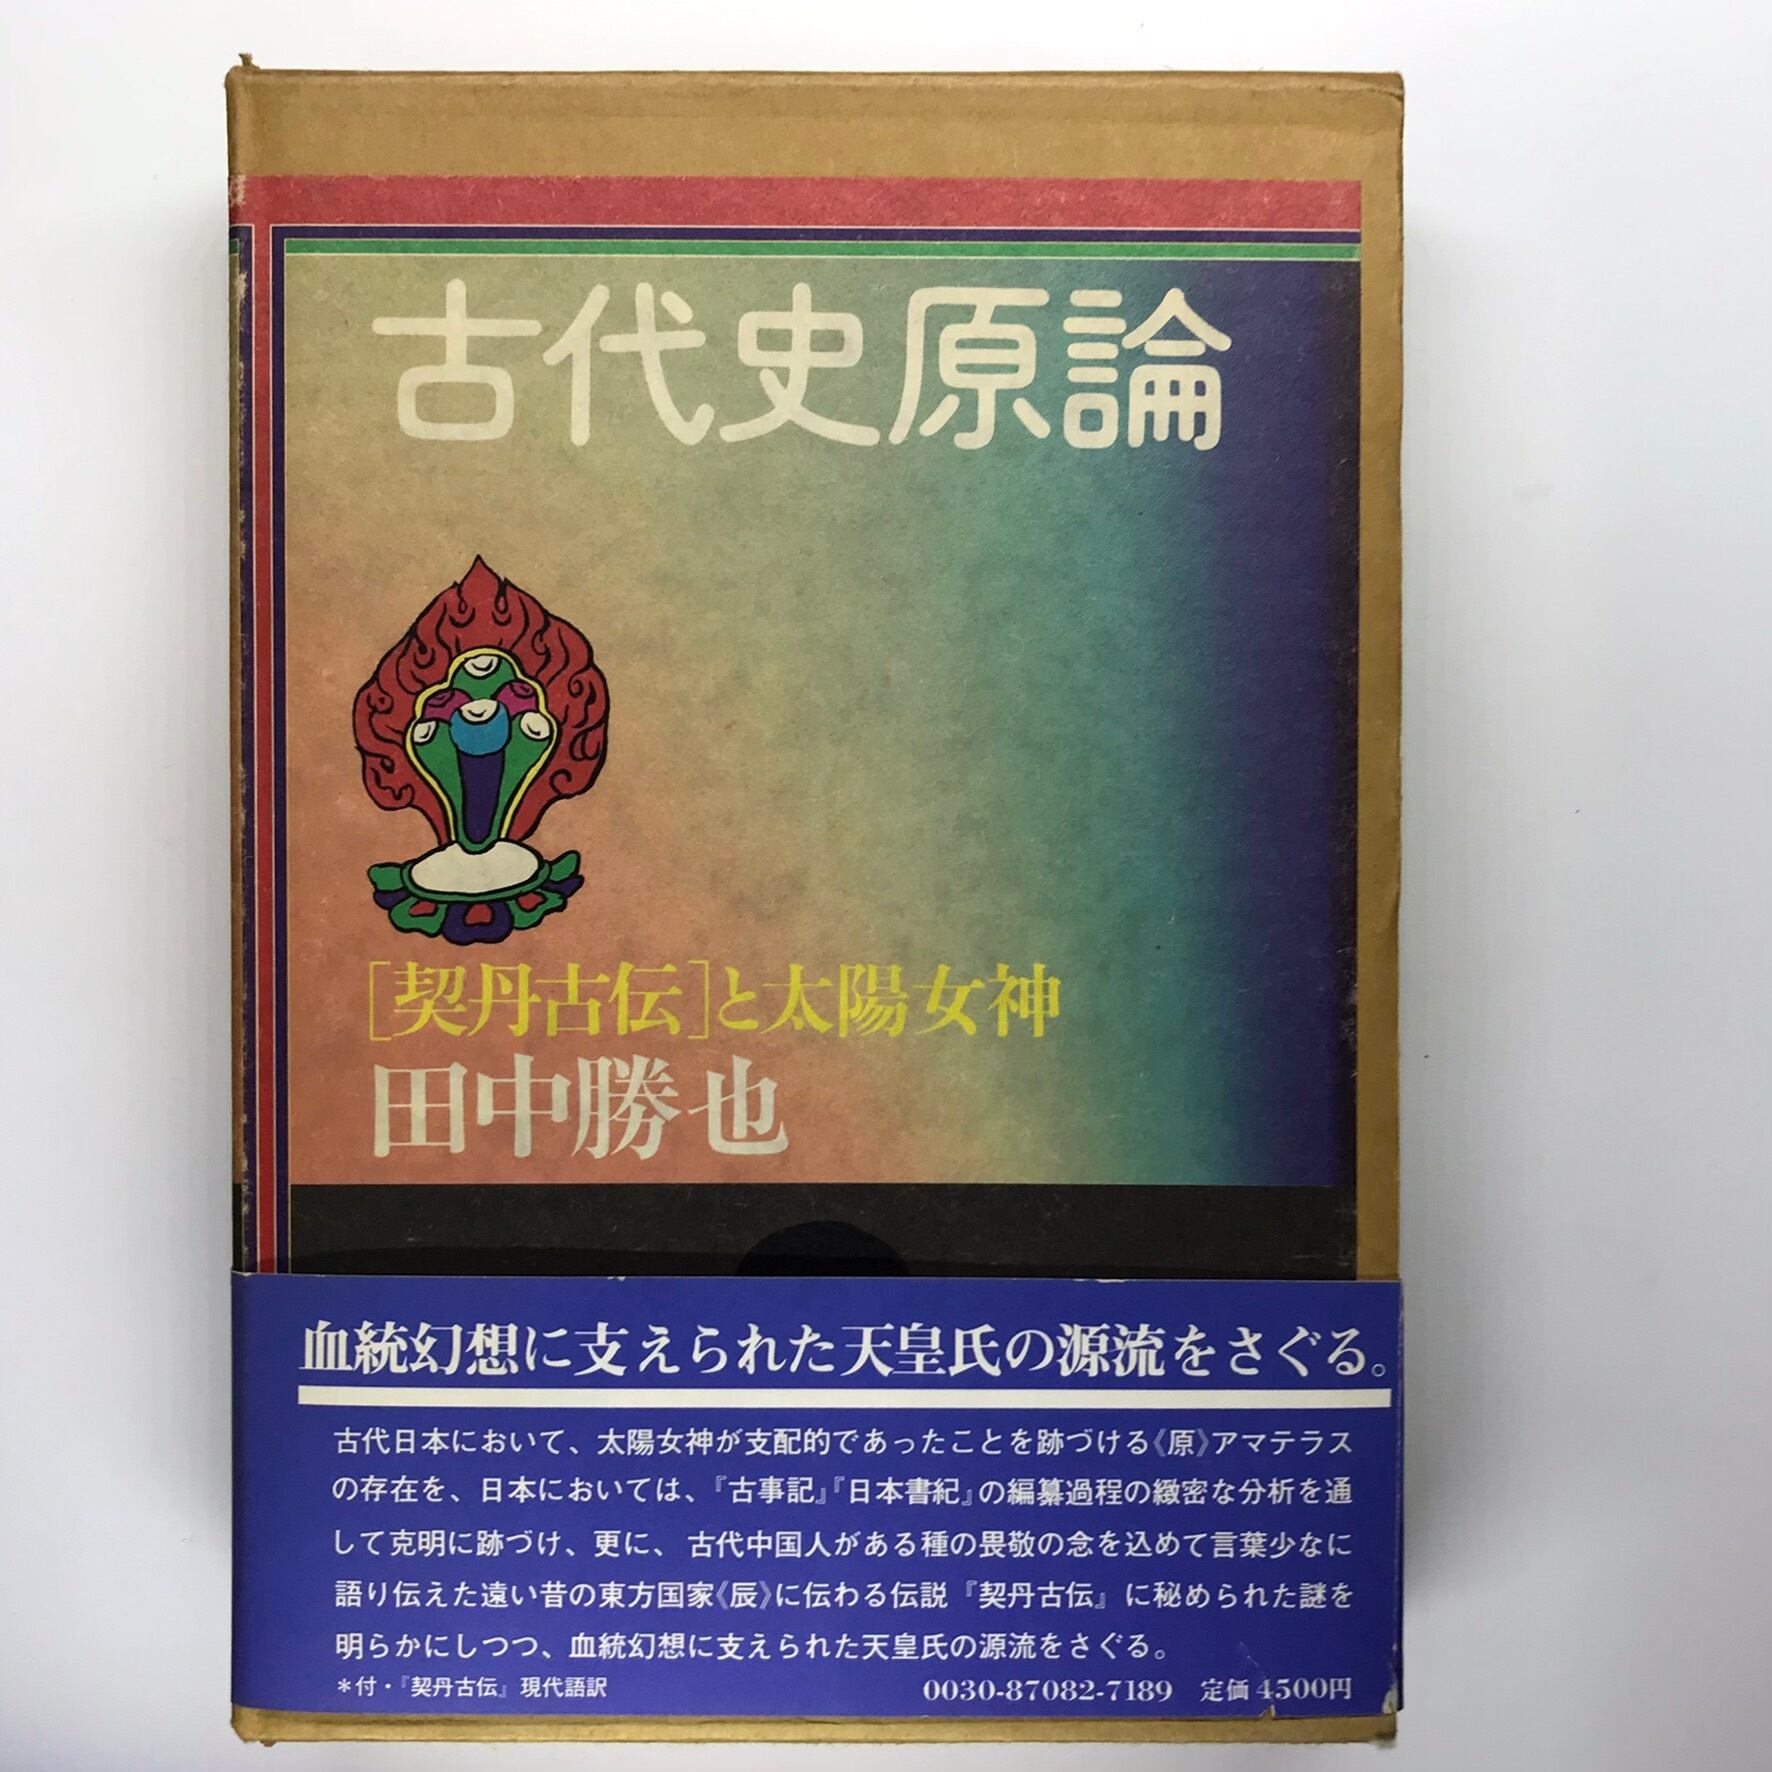 古代史原論
[契丹古伝]と太陽女神
田中勝也
血統幻想に支えられた天皇氏の源流をさぐる。
古代日本において、太陽女神が支配的であったことを跡づける《原》アマテラス
の存在を、日本においては、『古事記』『日本書紀』の編纂過程の緻密な分析を通
して克明に跡づけ、更に、古代中国人がある種の畏敬の念を込めて言葉少なに
語り伝えた遠い昔の東方国家《辰》に伝わる伝説『契丹古伝』に秘められた謎を
明らかにしつつ、血統幻想に支えられた天皇氏の源流をさぐる。
*付・『契丹古伝』現代語訳 0030-87082-7189 定価 4500円